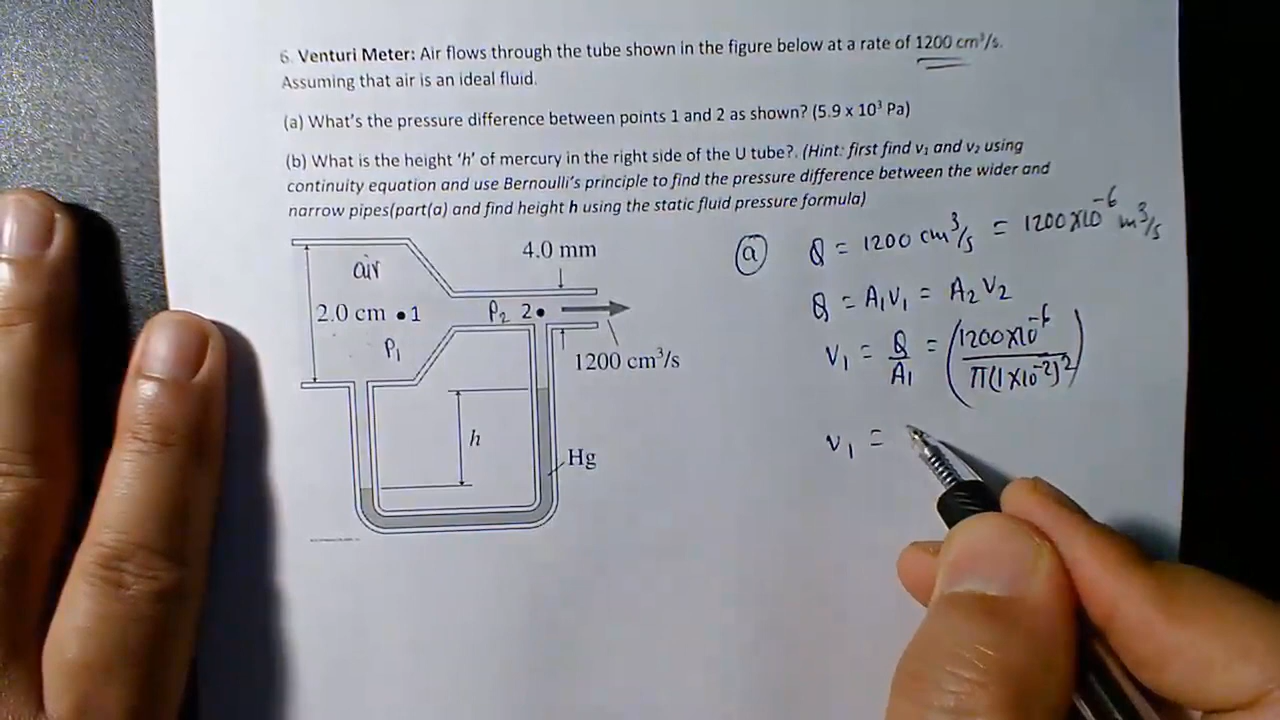 6. Venturi Meter: Air flows through the tube shown in the figure below at a rate of 1200 cm³/s.
Assuming that air is an ideal fluid.
(a) What's the pressure difference between points 1 and 2 as shown? (5.9 x 10³ Pa)
(b) What is the height 'h' of mercury in the right side of the U tube?. (Hint: first find v₁ and v₂ using
continuity equation and use Bernoulli's principle to find the pressure difference between the wider and
narrow pipes(part(a) and find height h using the static fluid pressure formula)
air
4.0 mm
2.0 cm •1
P₂ 2•
P₁
1200 cm³/s
h
Hg
(a) Q = 1200 cm³/s = 1200×10⁻⁶ m³/s
Q = A₁V₁ = A₂V₂
V₁ = Q/A₁ = (1200×10⁻⁶/π(1×10⁻²)²)
V₁ =